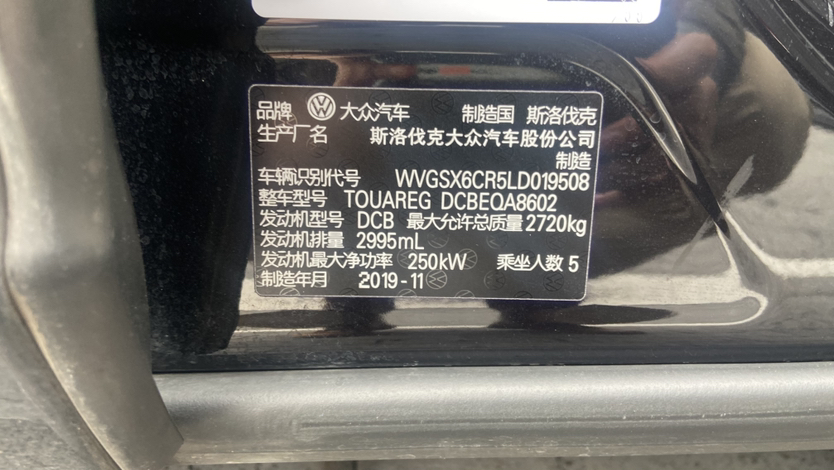 品牌 大众汽车 制造国 斯洛伐克
生产厂名 斯洛伐克大众汽车股份公司
制造
车辆识别代号 WVGSX6CR5LD019508
整车型号 TOUAREG DCBEQA8602
发动机型号 DCB 最大允许总质量 2720kg
发动机排量 2995mL
发动机最大净功率 250kW 乘坐人数 5
制造年月 2019-11